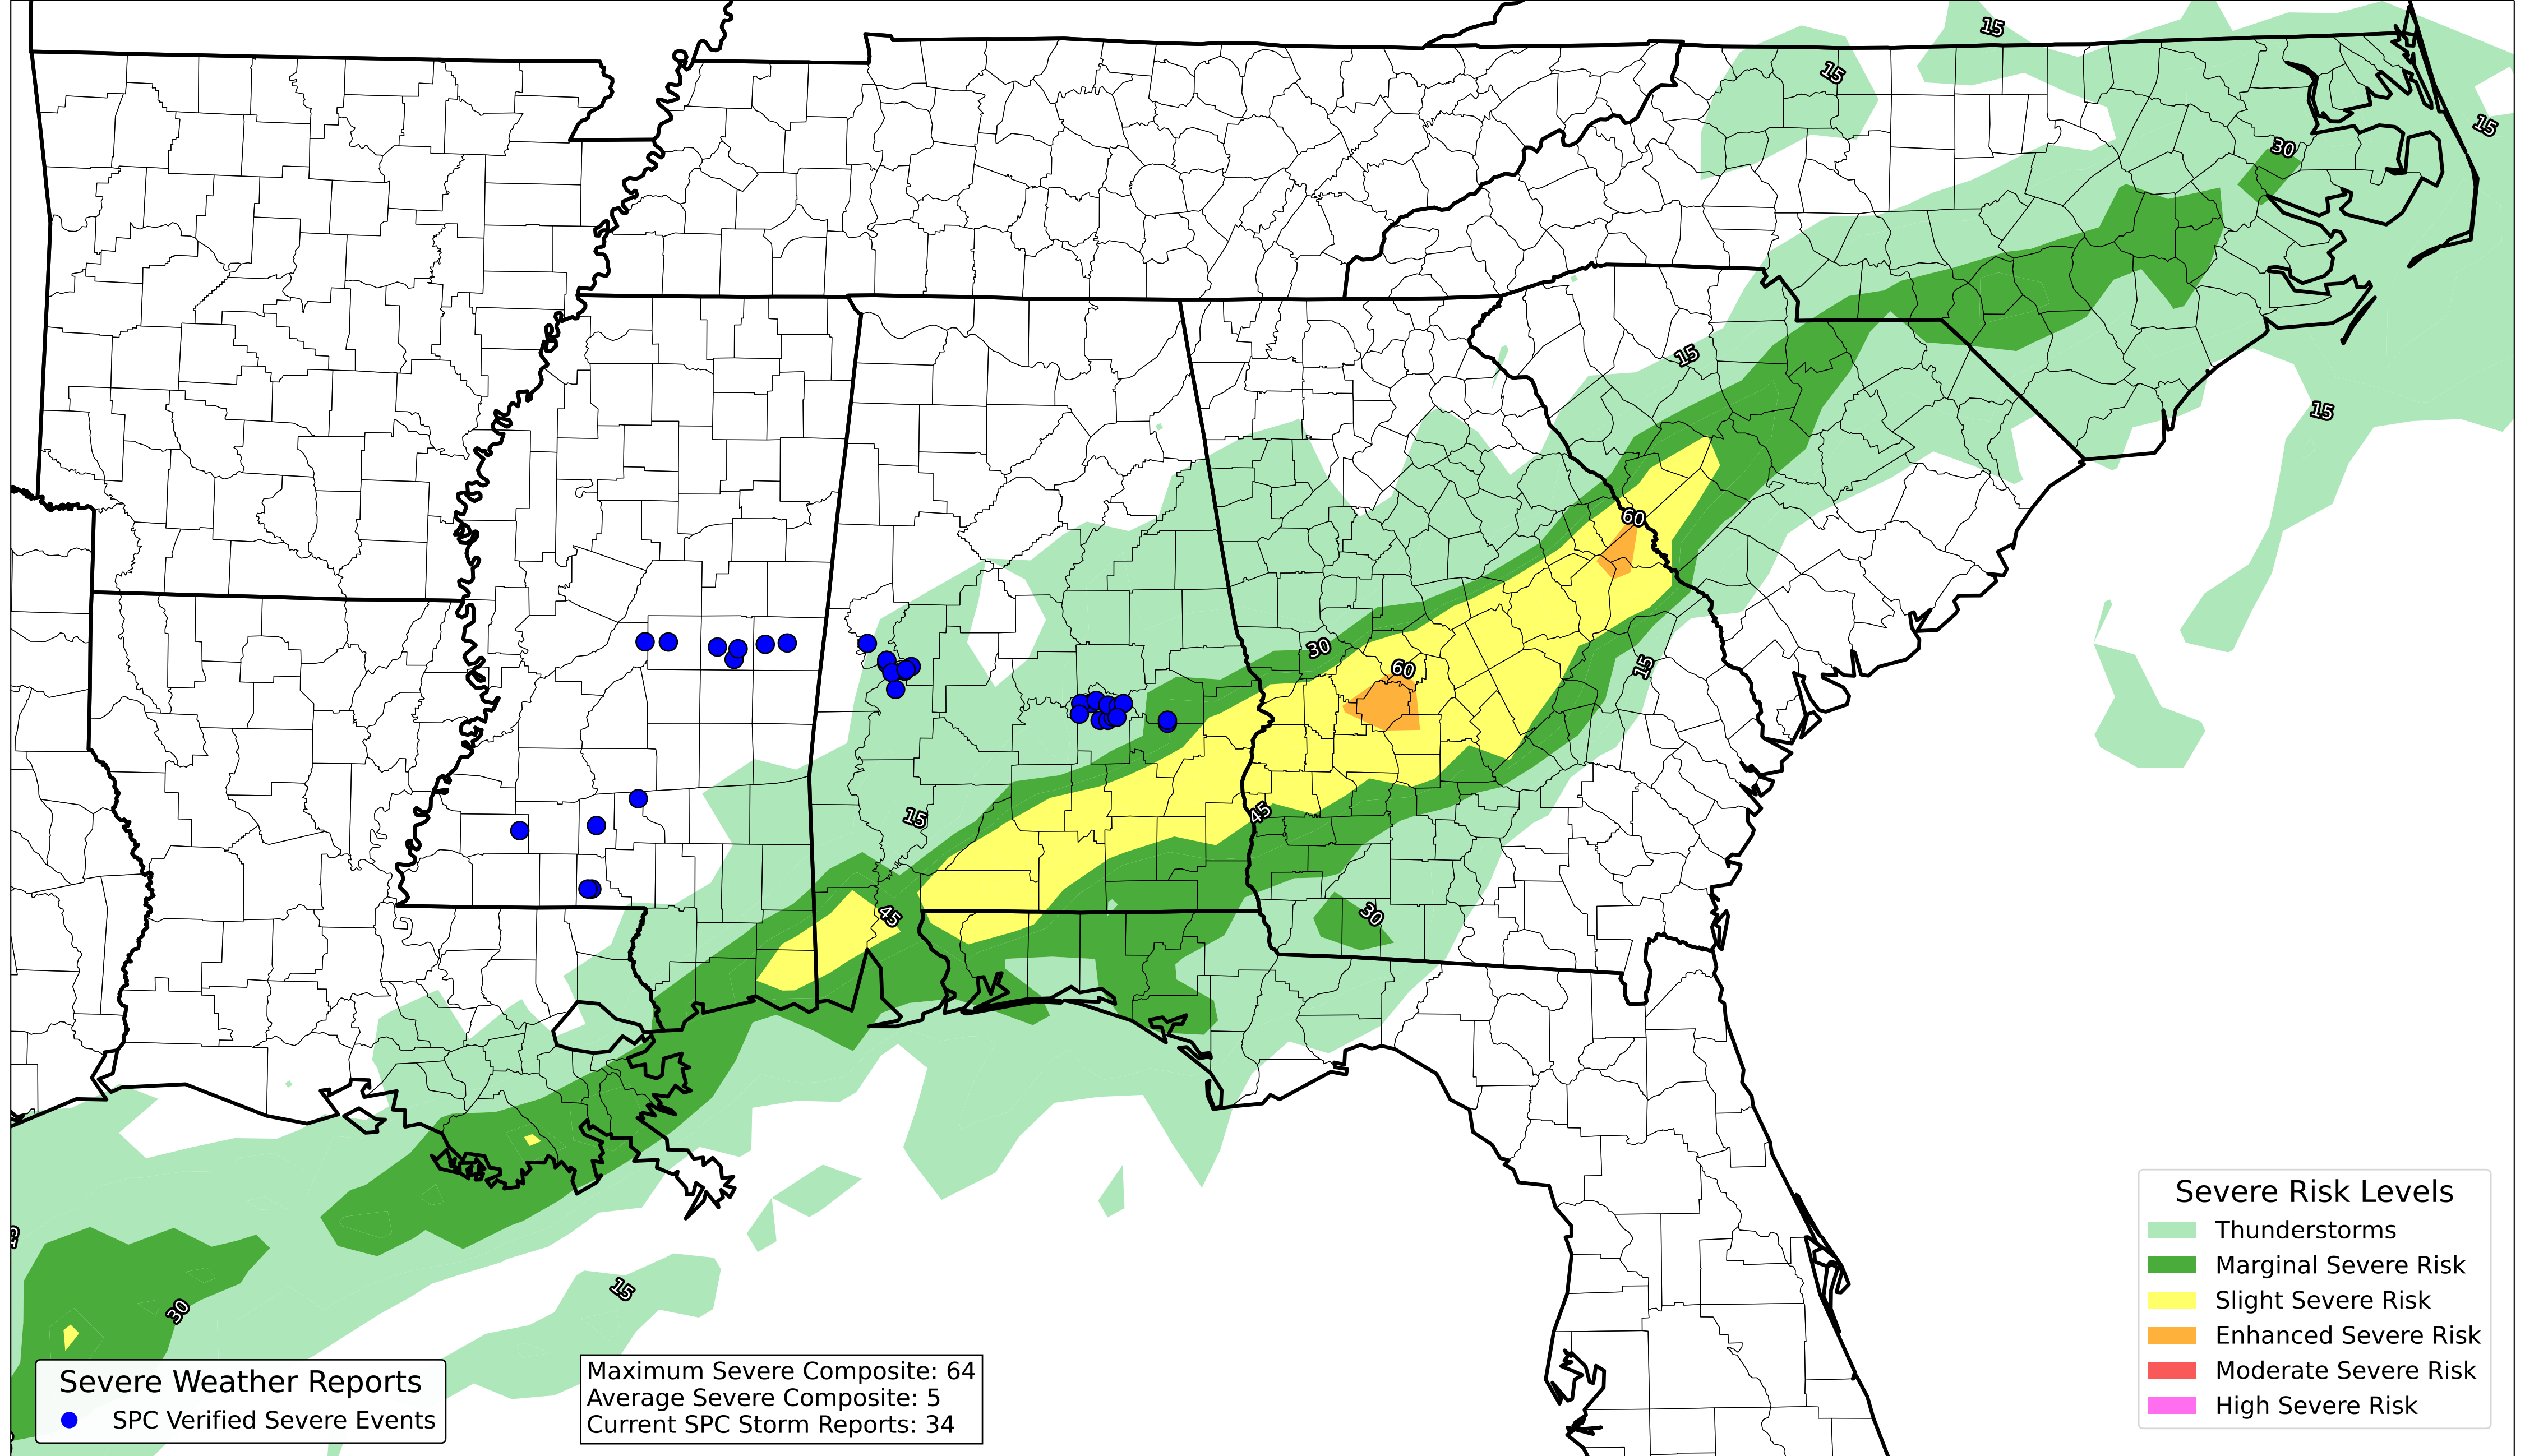 15
15
30
15
15
15
60
30
60
15
45
15
45
30
15
30
Severe Risk Levels
Thunderstorms
Marginal Severe Risk
Slight Severe Risk
Enhanced Severe Risk
Moderate Severe Risk
High Severe Risk
Severe Weather Reports
SPC Verified Severe Events
Maximum Severe Composite: 64
Average Severe Composite: 5
Current SPC Storm Reports: 34